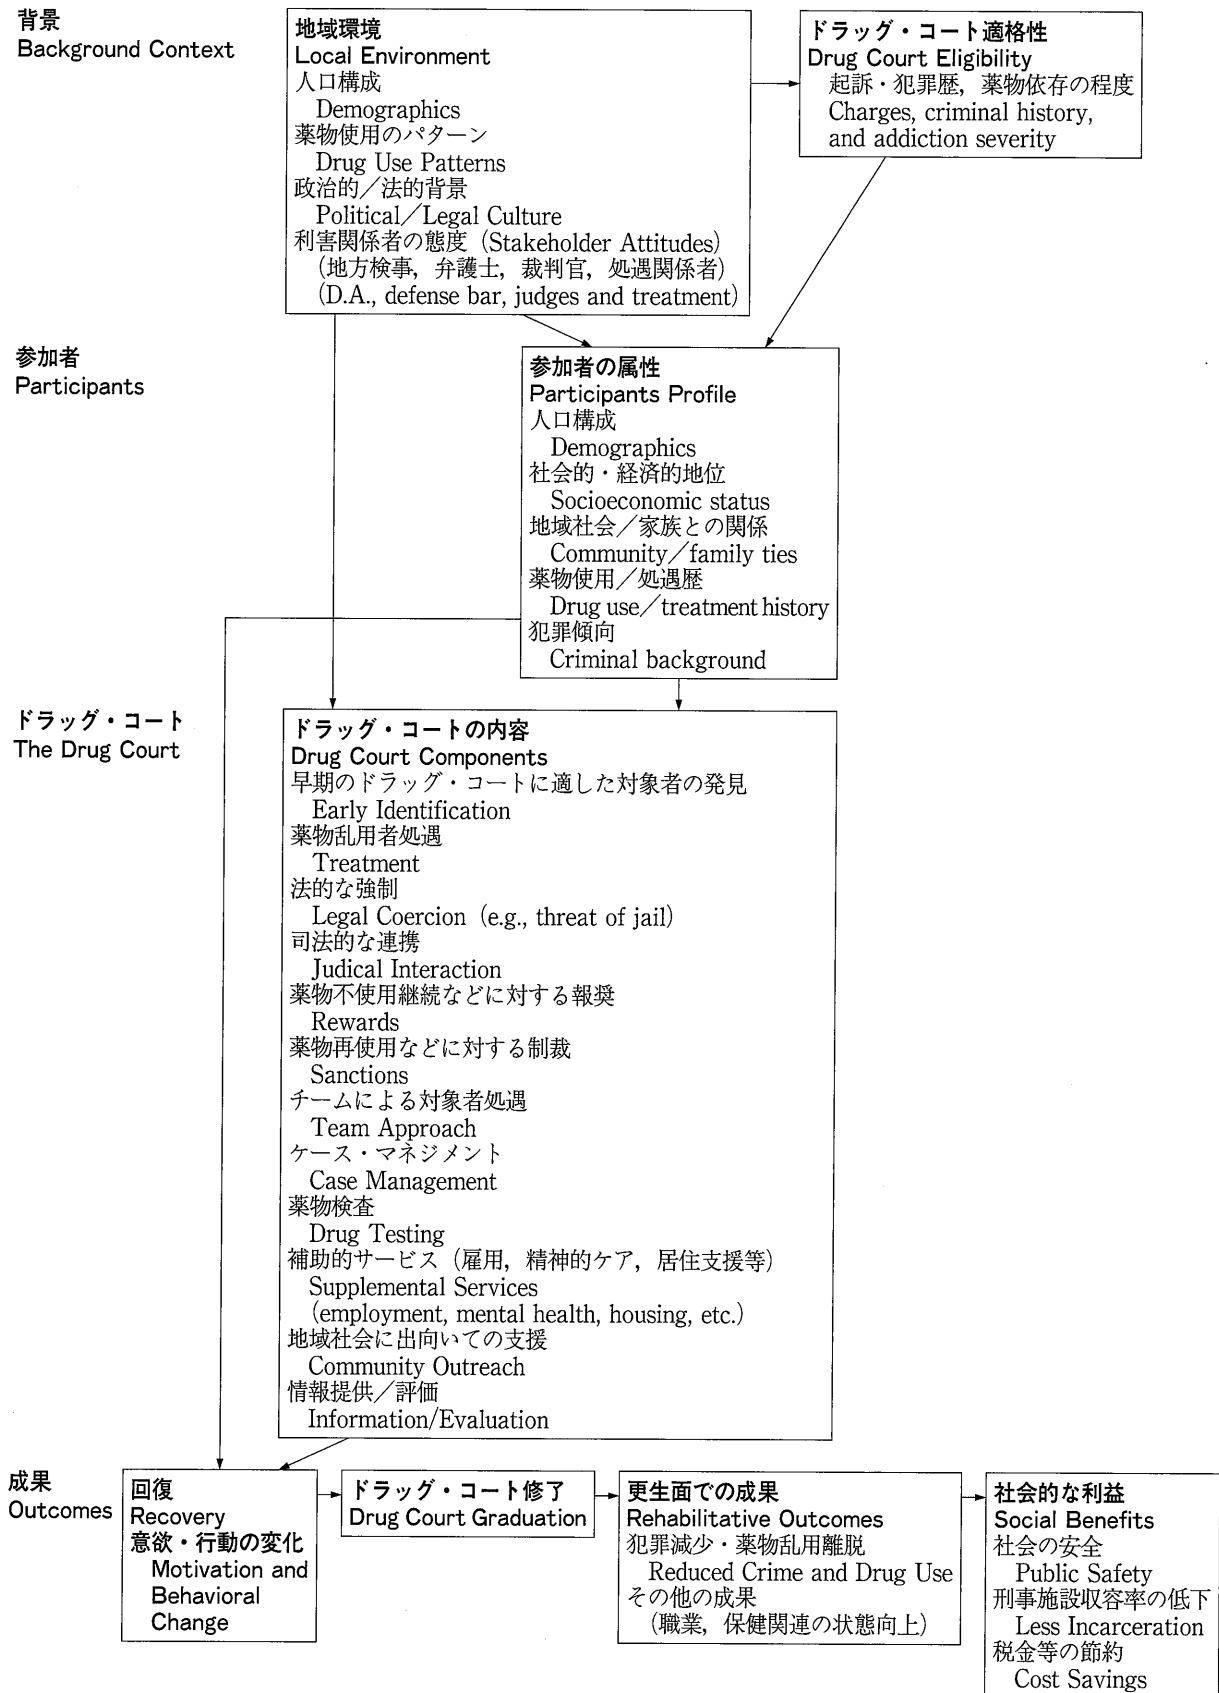 背景
Background Context
地域環境
Local Environment
人口構成
Demographics
薬物使用のパターン
Drug Use Patterns
政治的／法的背景
Political／Legal Culture
利害関係者の態度（Stakeholder Attitudes）
（地方検事，弁護士，裁判官，処遇関係者）
（D.A., defense bar, judges and treatment）
ドラッグ・コート適格性
Drug Court Eligibility
起訴・犯罪歴，薬物依存の程度
Charges, criminal history,
and addiction severity
参加者
Participants
参加者の属性
Participants Profile
人口構成
Demographics
社会的・経済的地位
Socioeconomic status
地域社会／家族との関係
Community／family ties
薬物使用／処遇歴
Drug use／treatment history
犯罪傾向
Criminal background
ドラッグ・コート
The Drug Court
ドラッグ・コートの内容
Drug Court Components
早期のドラッグ・コートに適した対象者の発見
Early Identification
薬物乱用者処遇
Treatment
法的な強制
Legal Coercion（e.g., threat of jail）
司法的な連携
Judical Interaction
薬物不使用継続などに対する報奨
Rewards
薬物再使用などに対する制裁
Sanctions
チームによる対象者処遇
Team Approach
ケース・マネジメント
Case Management
薬物検査
Drug Testing
補助的サービス（雇用，精神的ケア，居住支援等）
Supplemental Services
（employment, mental health, housing, etc.）
地域社会に出向いての支援
Community Outreach
情報提供／評価
Information/Evaluation
成果
Outcomes
回復
Recovery
意欲・行動の変化
Motivation and
Behavioral
Change
ドラッグ・コート修了
Drug Court Graduation
更生面での成果
Rehabilitative Outcomes
犯罪減少・薬物乱用離脱
Reduced Crime and Drug Use
その他の成果
（職業，保健関連の状態向上）
社会的な利益
Social Benefits
社会の安全
Public Safety
刑事施設収容率の低下
Less Incarceration
税金等の節約
Cost Savings